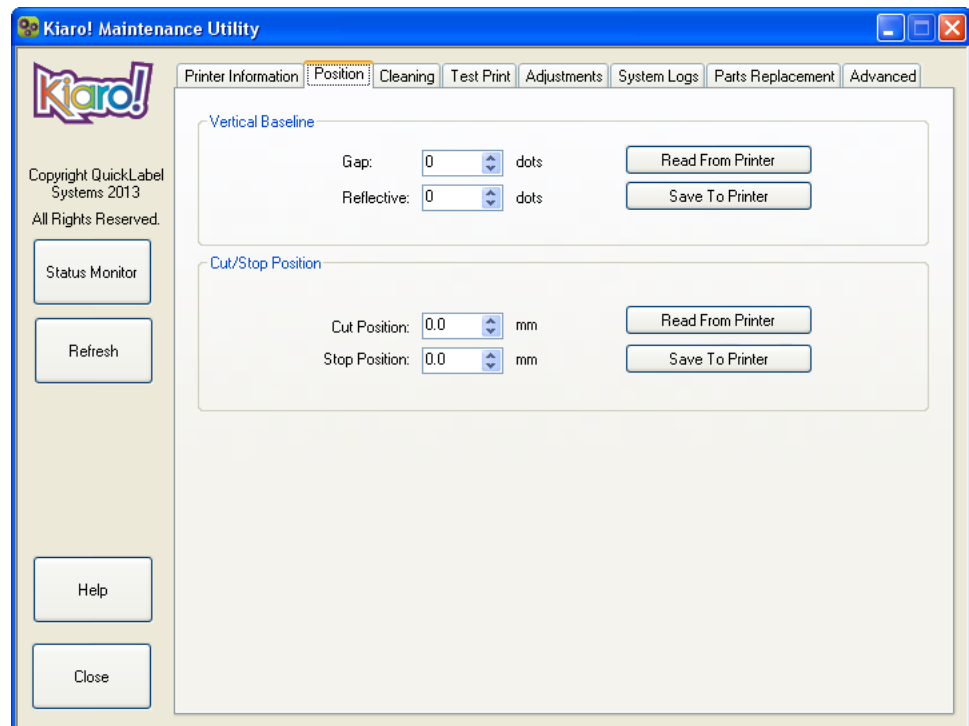 Kiaro! Maintenance Utility
Kiaro!
Copyright QuickLabel
Systems 2013
All Rights Reserved.
Status Monitor
Refresh
Help
Close
Printer Information Position Cleaning Test Print Adjustments System Logs Parts Replacement Advanced
Vertical Baseline
Gap: 0 dots Read From Printer
Reflective: 0 dots Save To Printer
Cut/Stop Position
Cut Position: 0.0 mm Read From Printer
Stop Position: 0.0 mm Save To Printer